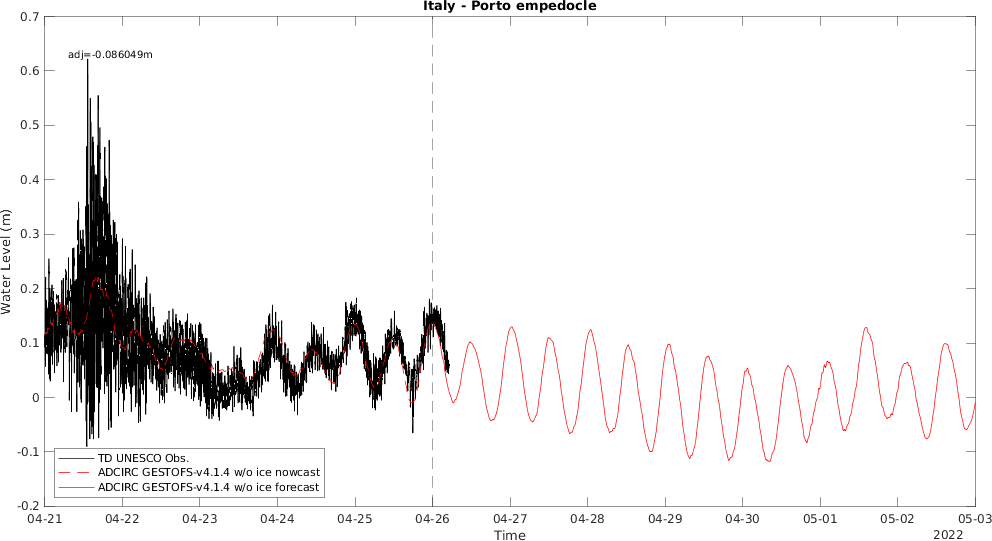 Italy - Porto empedocle
adj=-0.086049m
Water Level (m)
0.7
0.6
0.5
0.4
0.3
0.2
0.1
0
-0.1
-0.2
TD UNESCO Obs.
ADCIRC GESTOFS-v4.1.4 w/o ice nowcast
ADCIRC GESTOFS-v4.1.4 w/o ice forecast
04-21 04-22 04-23 04-24 04-25 04-26 04-27 04-28 04-29 04-30 05-01 05-02 05-03
Time
2022